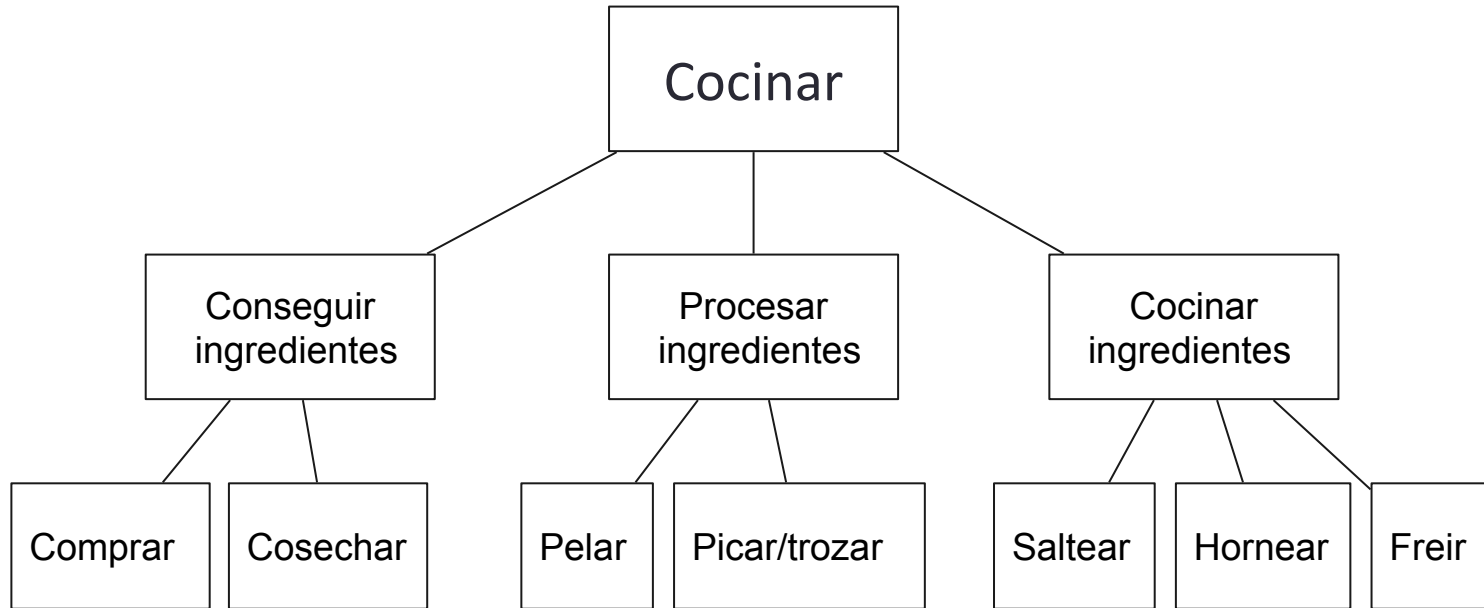 Cocinar
Conseguir
ingredientes
Procesar
ingredientes
Cocinar
ingredientes
Comprar
Cosechar
Pelar
Picar/trozar
Saltear
Hornear
Freir